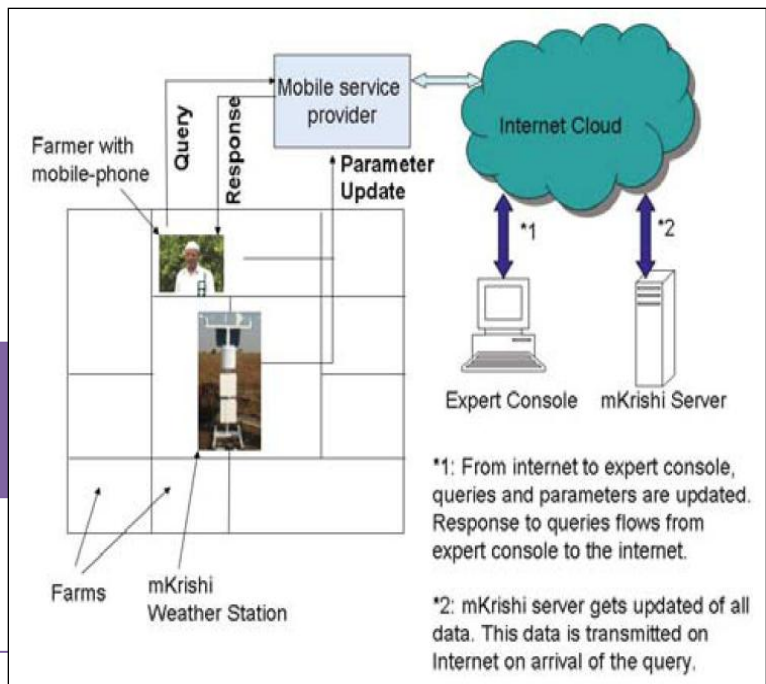 Mobile service
provider
Internet Cloud
Query
Response
Farmer with
mobile-phone
Parameter
Update
*1
*2
Expert Console
mKrishi Server
Farms
mKrishi
Weather Station
*1: From internet to expert console,
queries and parameters are updated.
Response to queries flows from
expert console to the internet.
*2: mKrishi server gets updated of all
data. This data is transmitted on
Internet on arrival of the query.